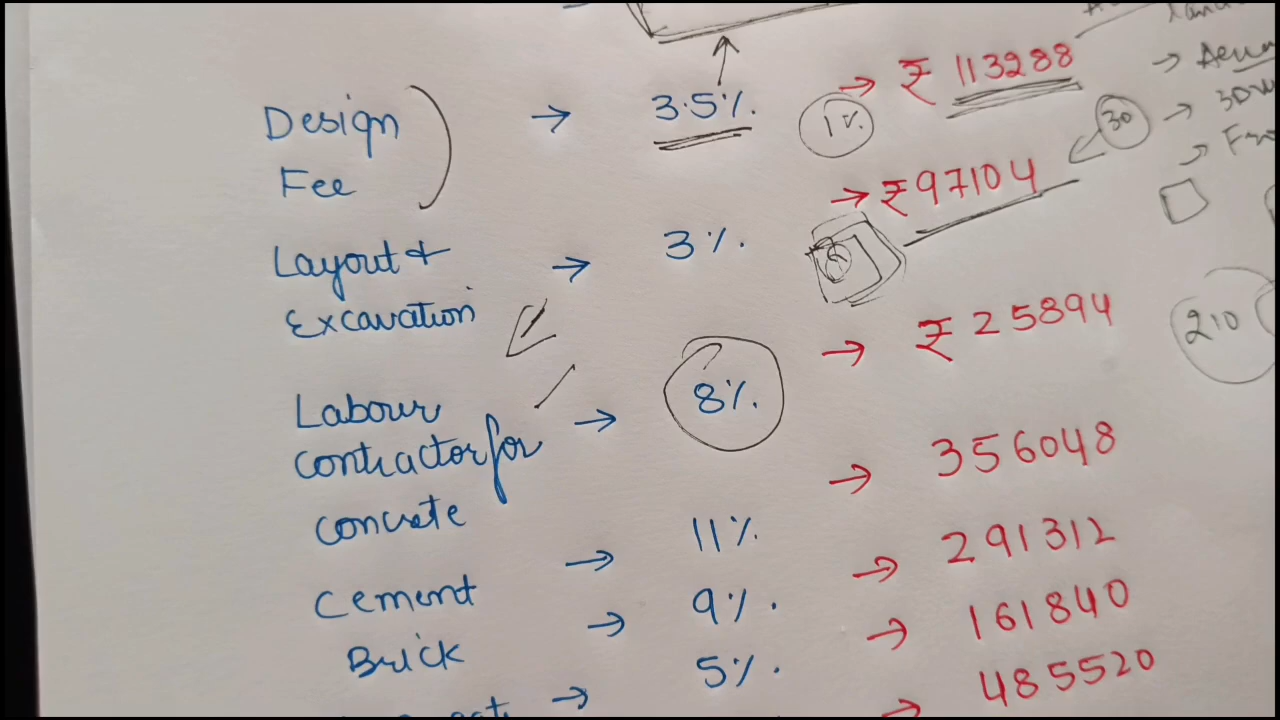 Design Fee → 3.5%. → ₹ 113288
1%
30
Layout & Excavation → 3%. → ₹97104
Labour contractor for concrete → 8%. → ₹ 25894
210
Cement → 11%. → 356048
Brick → 9%. → 291312
→ 5%. → 161840
→ 485520